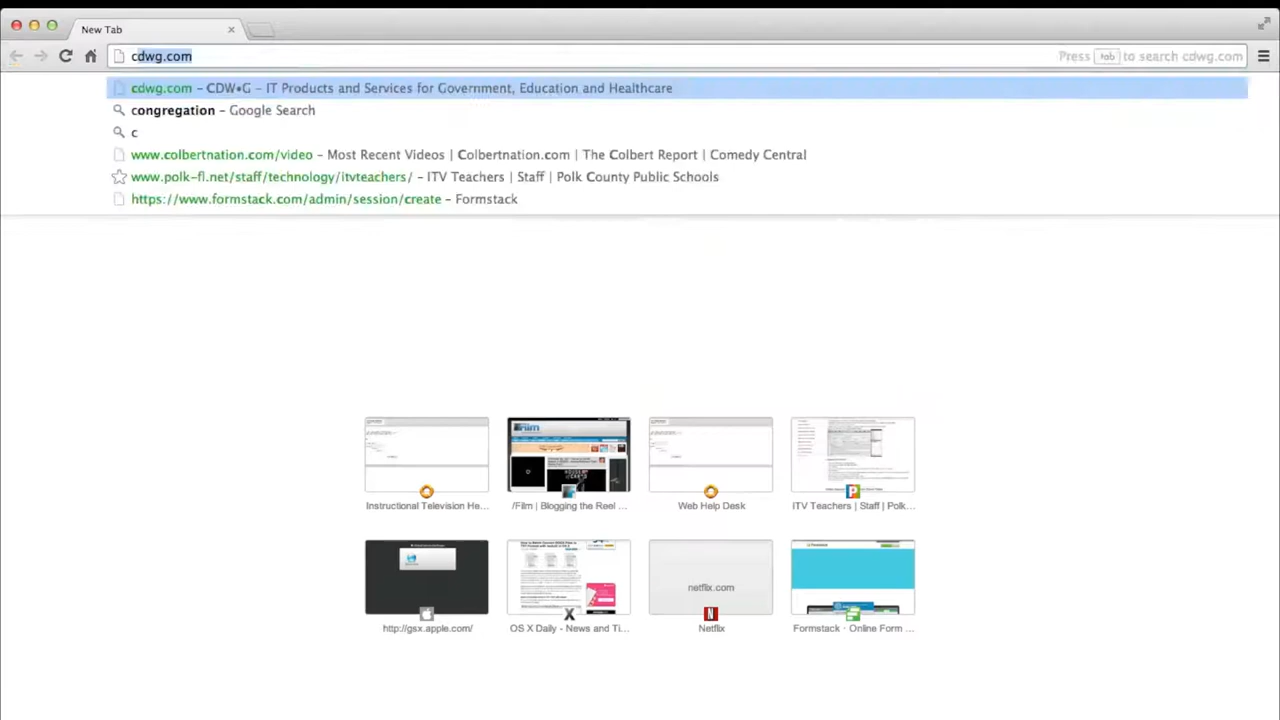 New Tab
cdwg.com
Press tab to search cdwg.com
cdwg.com – CDW•G – IT Products and Services for Government, Education and Healthcare
congregation – Google Search
c
www.colbertnation.com/video – Most Recent Videos | Colbertnation.com | The Colbert Report | Comedy Central
www.polk-fl.net/staff/technology/itvteachers/ – ITV Teachers | Staff | Polk County Public Schools
https://www.formstack.com/admin/session/create – Formstack
Instructional Television He...
/Film | Blogging the Reel ...
Web Help Desk
ITV Teachers | Staff | Polk...
netflix.com
http://gsx.apple.com/
OS X Daily - News and Ti...
Netflix
Formstack · Online Form ...